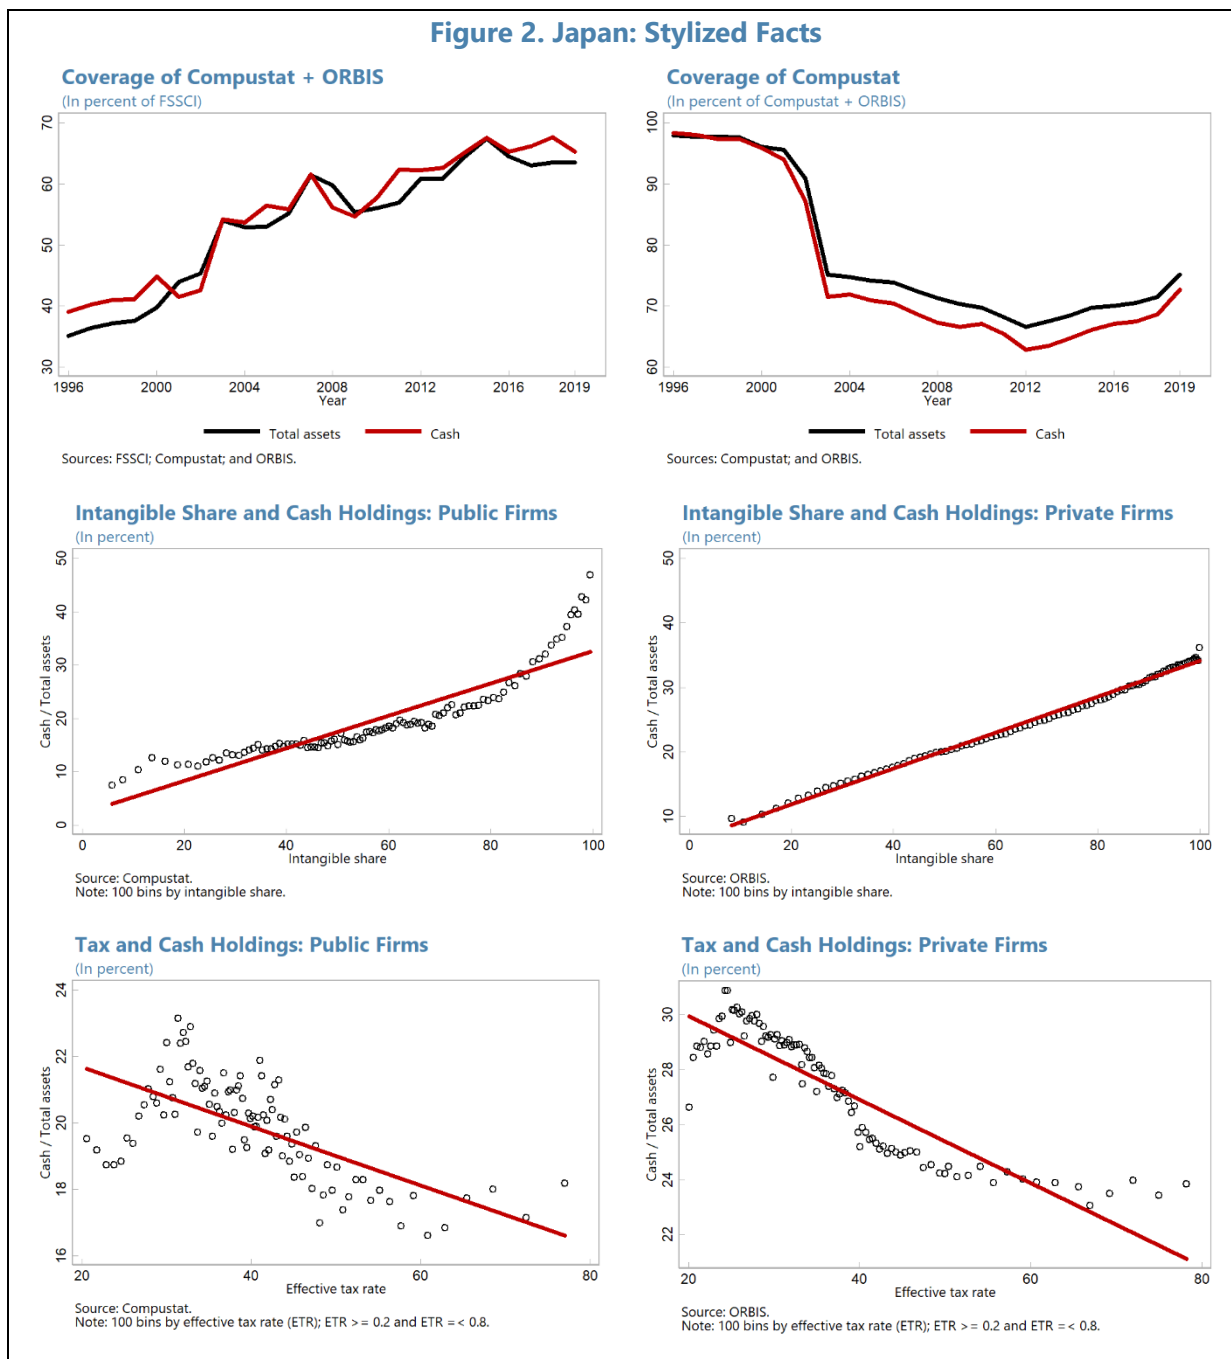 Figure 2. Japan: Stylized Facts
Coverage of Compustat + ORBIS
(In percent of FSSCI)
70
60
50
40
30
1996 2000 2004 2008 2012 2016 2019
Year
Total assets Cash
Sources: FSSCI; Compustat; and ORBIS.
Coverage of Compustat
(In percent of Compustat + ORBIS)
100
90
80
70
60
1996 2000 2004 2008 2012 2016 2019
Year
Total assets Cash
Sources: Compustat; and ORBIS.
Intangible Share and Cash Holdings: Public Firms
(In percent)
Cash / Total assets
50
40
30
20
10
0
0 20 40 60 80 100
Intangible share
Source: Compustat.
Note: 100 bins by intangible share.
Intangible Share and Cash Holdings: Private Firms
(In percent)
Cash / Total assets
50
40
30
20
10
0 20 40 60 80 100
Intangible share
Source: ORBIS.
Note: 100 bins by intangible share.
Tax and Cash Holdings: Public Firms
(In percent)
Cash / Total assets
24
22
20
18
16
20 40 60 80
Effective tax rate
Source: Compustat.
Note: 100 bins by effective tax rate (ETR); ETR >= 0.2 and ETR =< 0.8.
Tax and Cash Holdings: Private Firms
(In percent)
Cash / Total assets
30
28
26
24
22
20 40 60 80
Effective tax rate
Source: ORBIS.
Note: 100 bins by effective tax rate (ETR); ETR >= 0.2 and ETR =< 0.8.